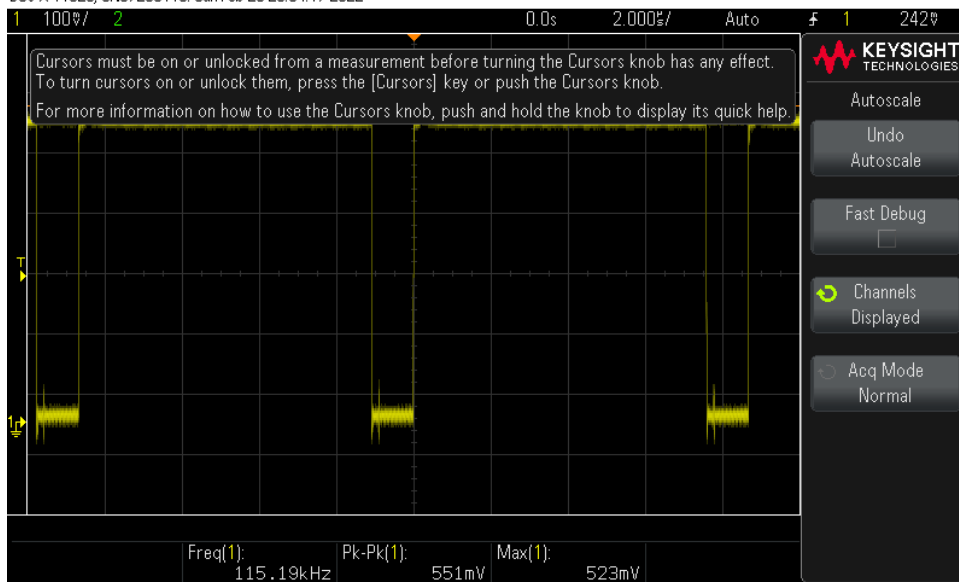 1 100V/ 2 0.0s 2.000s/ Auto 1 242V
Cursors must be on or unlocked from a measurement before turning the Cursors knob has any effect.
To turn cursors on or unlock them, press the [Cursors] key or push the Cursors knob.
For more information on how to use the Cursors knob, push and hold the knob to display its quick help.
KEYSIGHT
TECHNOLOGIES
Autoscale
Undo
Autoscale
Fast Debug
Channels
Displayed
Acq Mode
Normal
T
1
Freq(1): Pk-Pk(1): Max(1):
115.19kHz 551mV 523mV